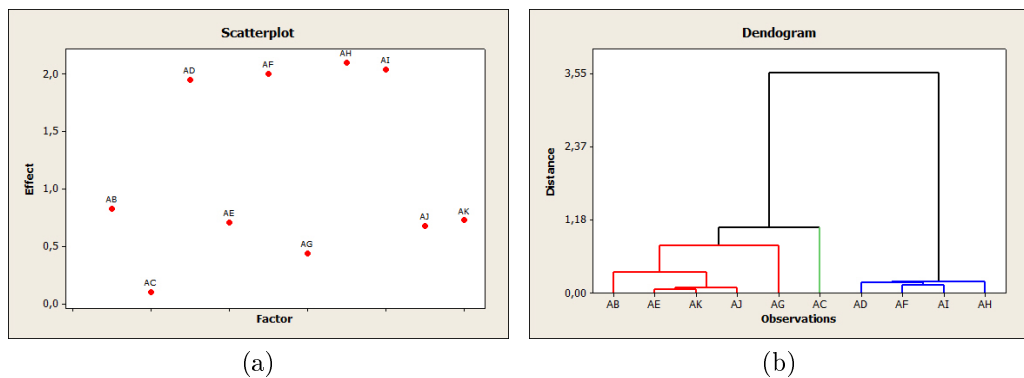 Scatterplot
AH
AI
AF
AD
2,0
1,5
Effect
1,0
AB
AE
AJ
AK
0,5
AG
AC
0,0
Factor
(a)
Dendogram
3,55
2,37
Distance
1,18
0,00
AB AE AK AJ AG AC AD AF AI AH
Observations
(b)